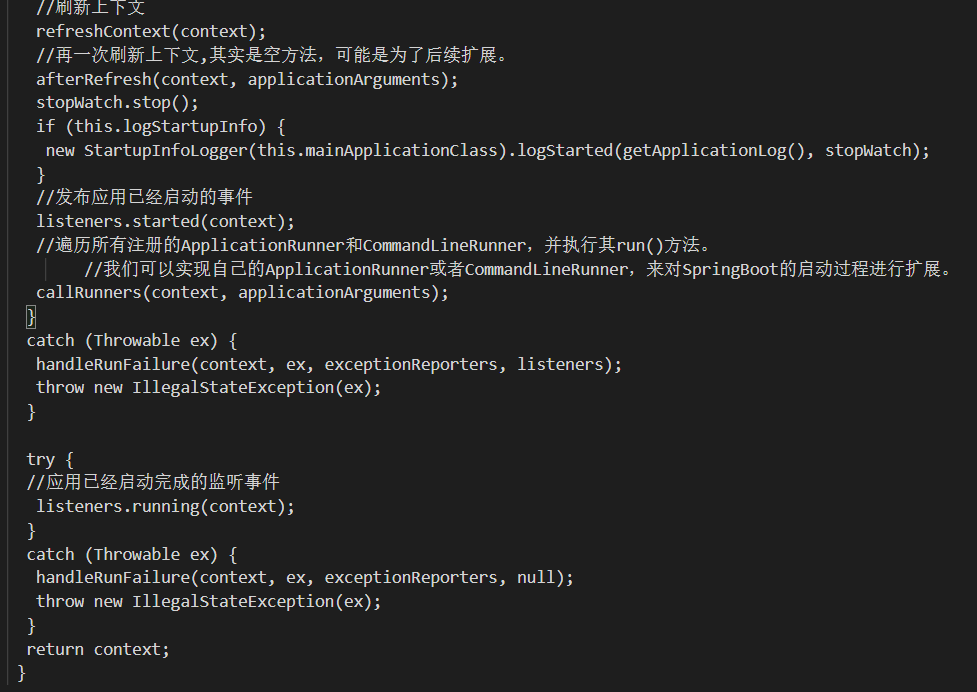 //刷新上下文
refreshContext(context);
//再一次刷新上下文,其实是空方法，可能是为了后续扩展。
afterRefresh(context, applicationArguments);
stopWatch.stop();
if (this.logStartupInfo) {
new StartupInfoLogger(this.mainApplicationClass).logStarted(getApplicationLog(), stopWatch);
}
//发布应用已经启动的事件
listeners.started(context);
//遍历所有注册的ApplicationRunner和CommandLineRunner，并执行其run()方法。
//我们可以实现自己的ApplicationRunner或者CommandLineRunner，来对SpringBoot的启动过程进行扩展。
callRunners(context, applicationArguments);
}
catch (Throwable ex) {
handleRunFailure(context, ex, exceptionReporters, listeners);
throw new IllegalStateException(ex);
}
try {
//应用已经启动完成的监听事件
listeners.running(context);
}
catch (Throwable ex) {
handleRunFailure(context, ex, exceptionReporters, null);
throw new IllegalStateException(ex);
}
return context;
}